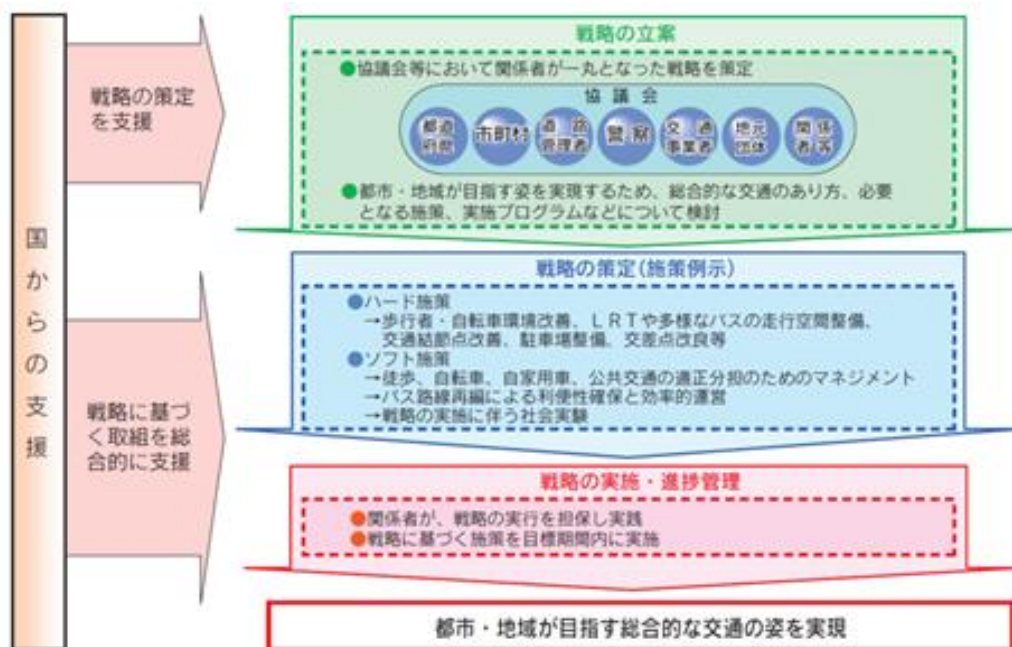 国からの支援
戦略の策定
を支援
戦略に基づ
く取組を総
合的に支援
戦略の立案
●協議会等において関係者が一丸となった戦略を策定
協議会
都道
府県
市町村
道路
管理者
警察
交通
事業者
地元
団体
関係
者等
●都市・地域が目指す姿を実現するため、総合的な交通のあり方、必要
となる施策、実施プログラムなどについて検討
戦略の策定(施策例示)
●ハード施策
→歩行者・自転車環境改善、LRTや多様なバスの走行空間整備、
交通結節点改善、駐車場整備、交差点改良等
●ソフト施策
→徒歩、自転車、自家用車、公共交通の適正分担のためのマネジメント
→バス路線再編による利便性確保と効率的運営
→戦略の実施に伴う社会実験
戦略の実施・進捗管理
●関係者が、戦略の実行を担保し実践
●戦略に基づく施策を目標期間内に実施
都市・地域が目指す総合的な交通の姿を実現